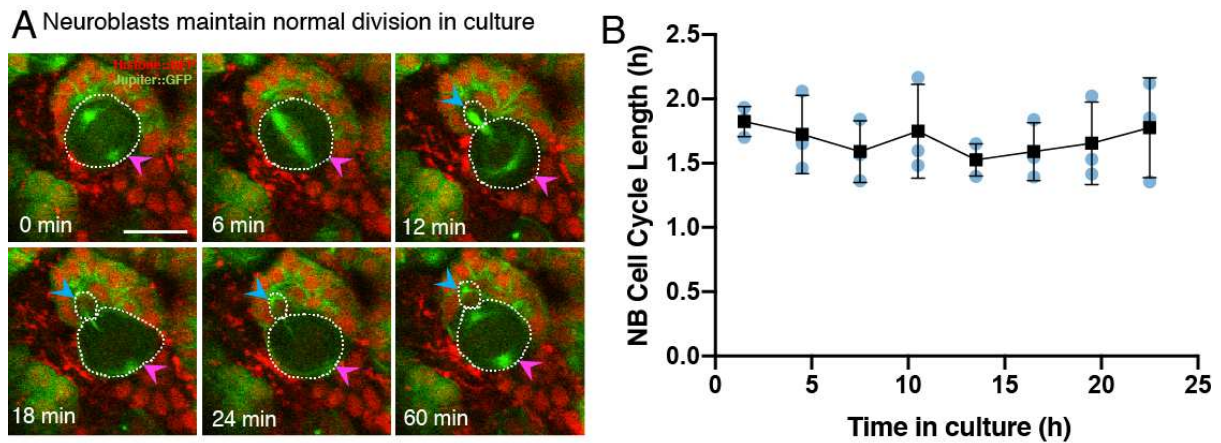 A Neuroblasts maintain normal division in culture
Histone::RFP
Jupiter::GFP
0 min
6 min
12 min
18 min
24 min
60 min
B
NB Cell Cycle Length (h)
2.5
2.0
1.5
1.0
0.5
0.0
0 5 10 15 20 25
Time in culture (h)